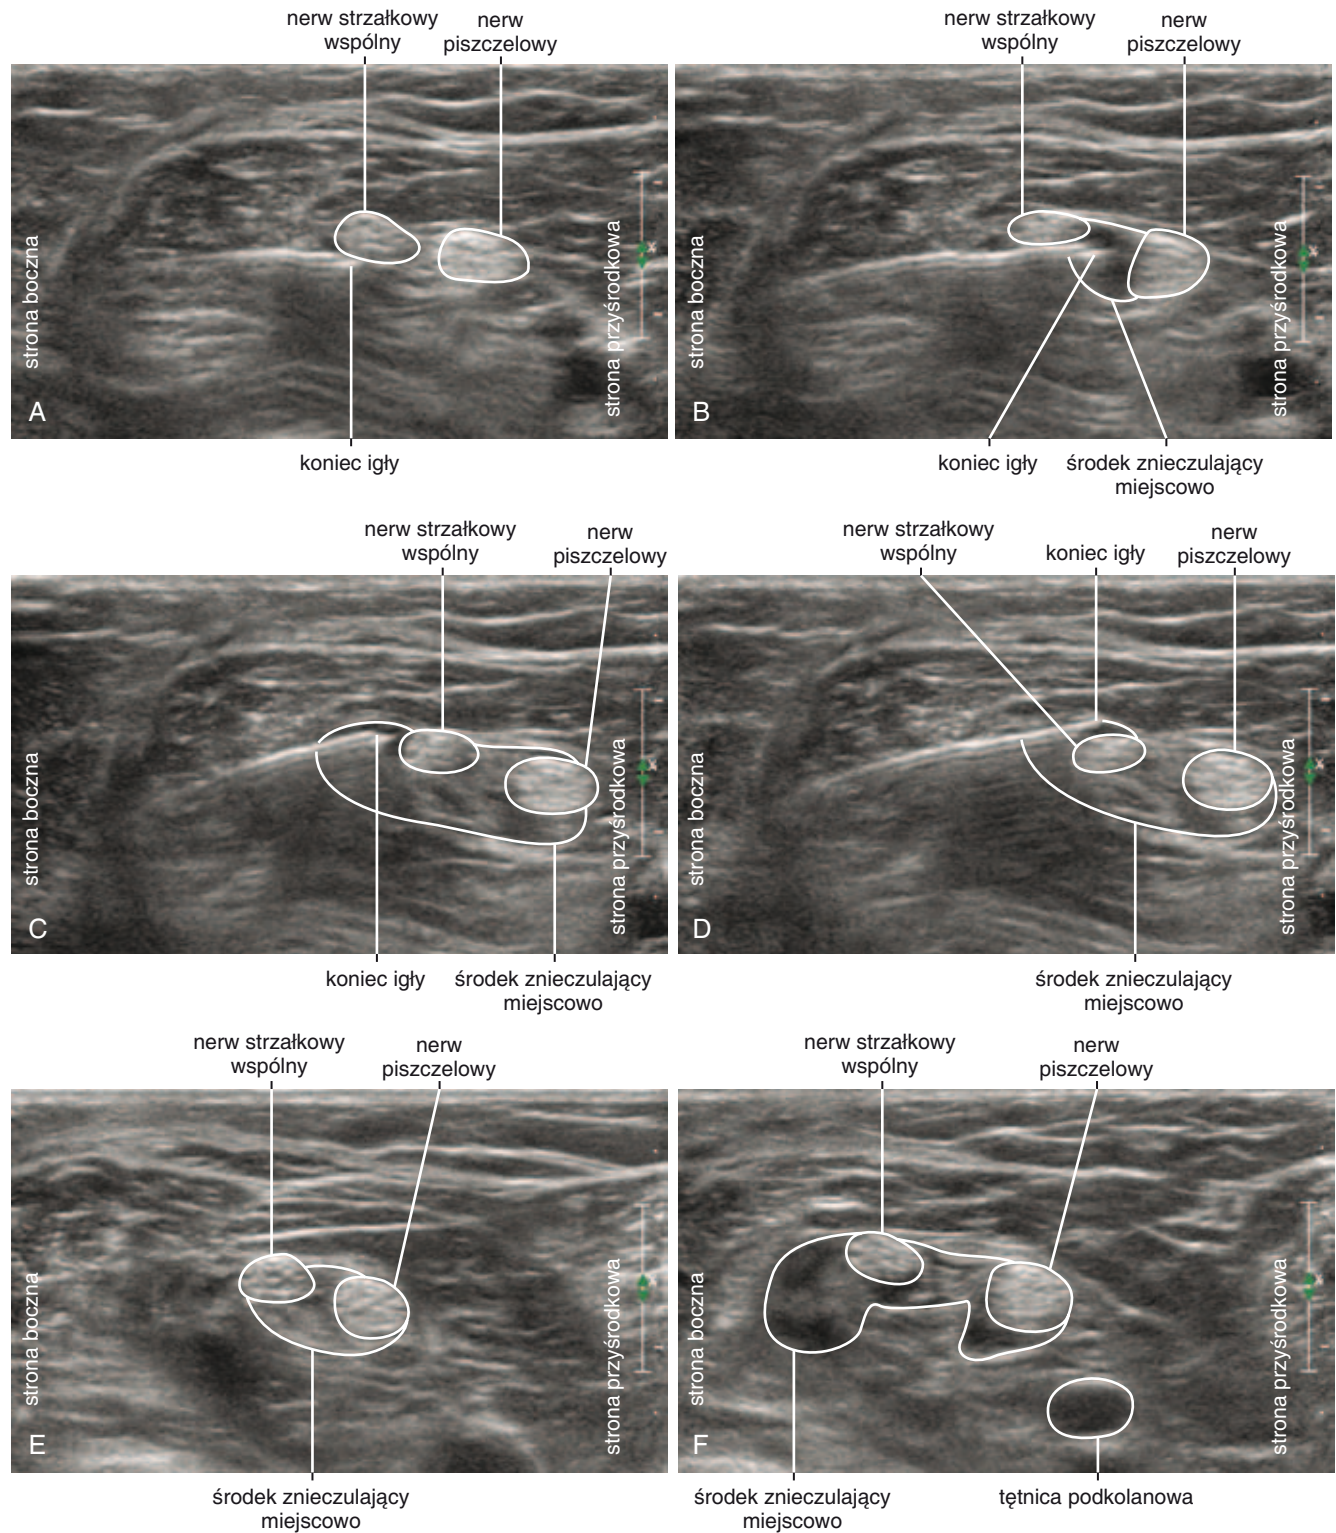 nerw strzałkowy
wspólny
nerw
piszczelowy
nerw strzałkowy
wspólny
nerw
piszczelowy
strona boczna
strona przyśrodkowa
A
strona boczna
strona przyśrodkowa
B
koniec igły
koniec igły
środek znieczulający
miejscowo
nerw strzałkowy
wspólny
nerw
piszczelowy
nerw strzałkowy
wspólny
koniec igły
nerw
piszczelowy
strona boczna
strona przyśrodkowa
C
strona boczna
strona przyśrodkowa
D
koniec igły
środek znieczulający
miejscowo
środek znieczulający
miejscowo
nerw strzałkowy
wspólny
nerw
piszczelowy
nerw strzałkowy
wspólny
nerw
piszczelowy
strona boczna
strona przyśrodkowa
E
strona boczna
strona przyśrodkowa
F
środek znieczulający
miejscowo
środek znieczulający
miejscowo
tętnica podkolanowa